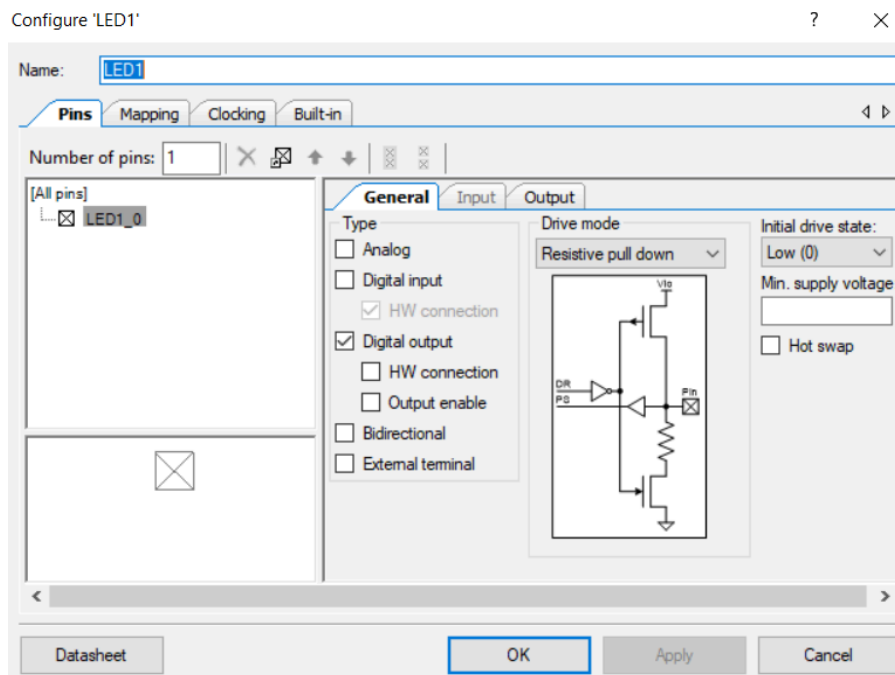 Configure 'LED1'
?
Name: LED1
Pins Mapping Clocking Built-in
Number of pins: 1
[All pins]
LED1_0
General Input Output
Type
Analog
Digital input
HW connection
Digital output
HW connection
Output enable
Bidirectional
External terminal
Drive mode
Resistive pull down
Vio
DR
PS
Pin
Initial drive state:
Low (0)
Min. supply voltage
Hot swap
Datasheet OK Apply Cancel